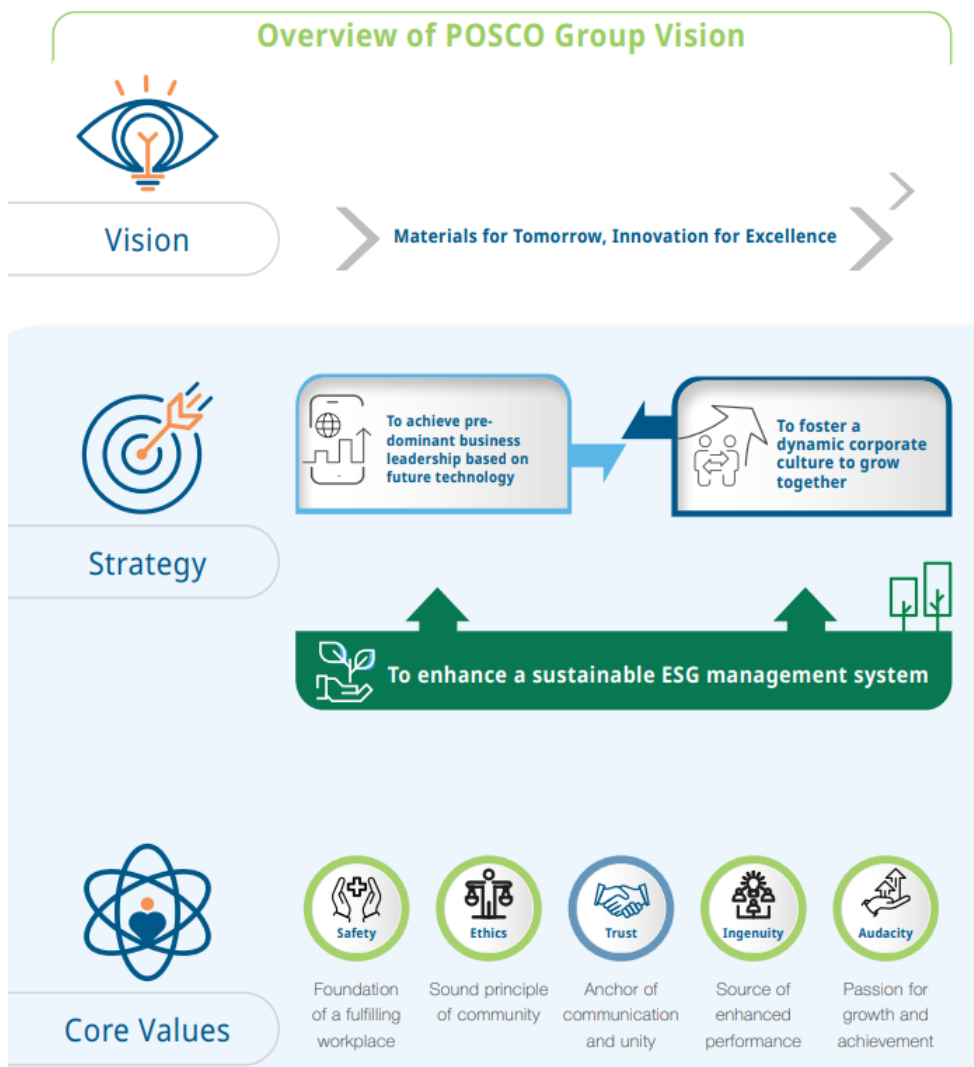 Overview of POSCO Group Vision
Vision
Materials for Tomorrow, Innovation for Excellence
Strategy
To achieve pre-
dominant business
leadership based on
future technology
To foster a
dynamic corporate
culture to grow
together
To enhance a sustainable ESG management system
Core Values
Safety
Foundation
of a fulfilling
workplace
Ethics
Sound principle
of community
Trust
Anchor of
communication
and unity
Ingenuity
Source of
enhanced
performance
Audacity
Passion for
growth and
achievement